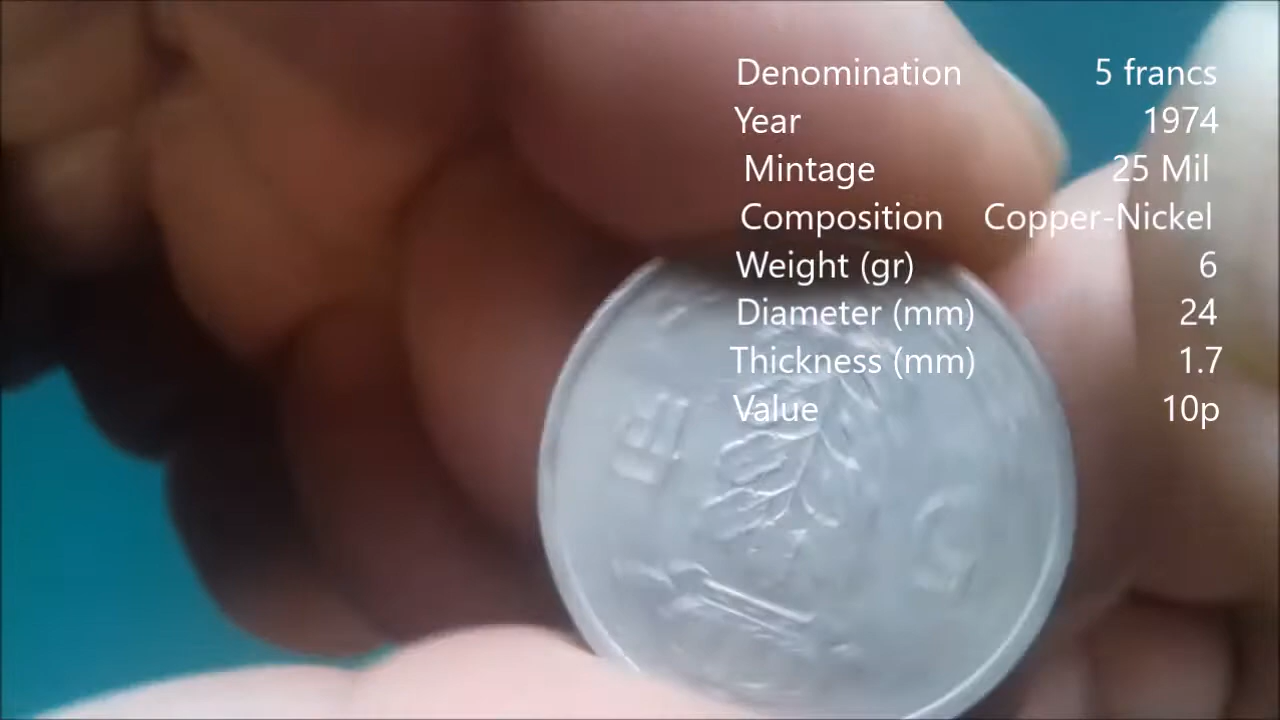 Denomination 5 francs
Year 1974
Mintage 25 Mil
Composition Copper-Nickel
Weight (gr) 6
Diameter (mm) 24
Thickness (mm) 1.7
Value 10p
5 F